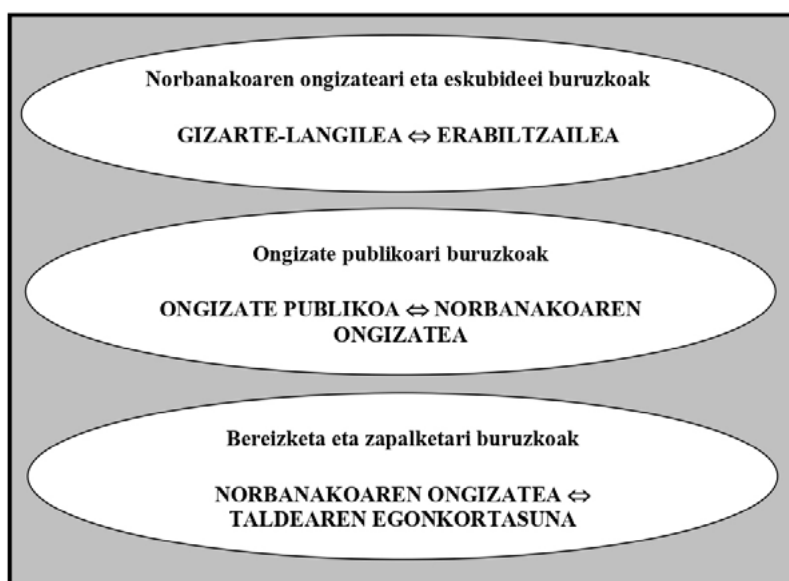 Norbanakoaren ongizateari eta eskubideei buruzkoak
GIZARTE-LANGILEA ⇔ ERABILTZAILEA
Ongizate publikoari buruzkoak
ONGIZATE PUBLIKOA ⇔ NORBANAKOAREN
ONGIZATEA
Bereizketa eta zapalketari buruzkoak
NORBANAKOAREN ONGIZATEA ⇔
TALDEAREN EGONKORTASUNA